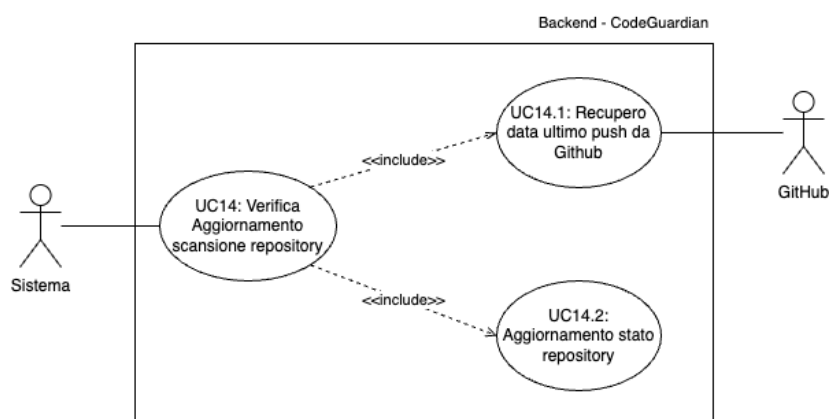 Backend - CodeGuardian
UC14.1: Recupero
data ultimo push da
Github
<<include>>
GitHub
UC14: Verifica
Aggiornamento
scansione repository
Sistema
<<include>>
UC14.2:
Aggiornamento stato
repository